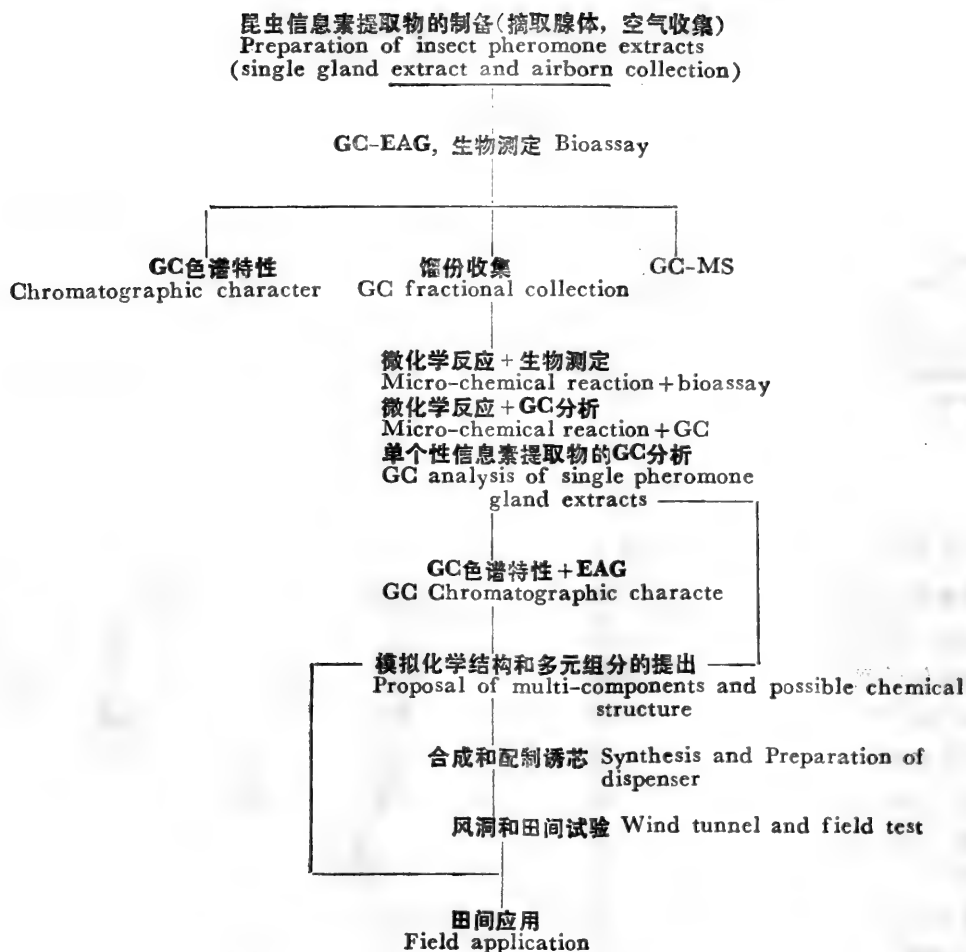 昆虫信息素提取物的制备(摘取腺体，空气收集)
Preparation of insect pheromone extracts
(single gland extract and airborn collection)
GC-EAG, 生物测定 Bioassay
GC色谱特性
Chromatographic character
馏份收集
GC fractional collection
GC-MS
微化学反应+生物测定
Micro-chemical reaction+bioassay
微化学反应+GC分析
Micro-chemical reaction+GC
单个性信息素提取物的GC分析
GC analysis of single pheromone
gland extracts
GC色谱特性+EAG
GC Chromatographic characte
模拟化学结构和多元组分的提出
Proposal of multi-components and possible chemical
structure
合成和配制诱芯 Synthesis and Preparation of
dispenser
风洞和田间试验 Wind tunnel and field test
田间应用
Field application